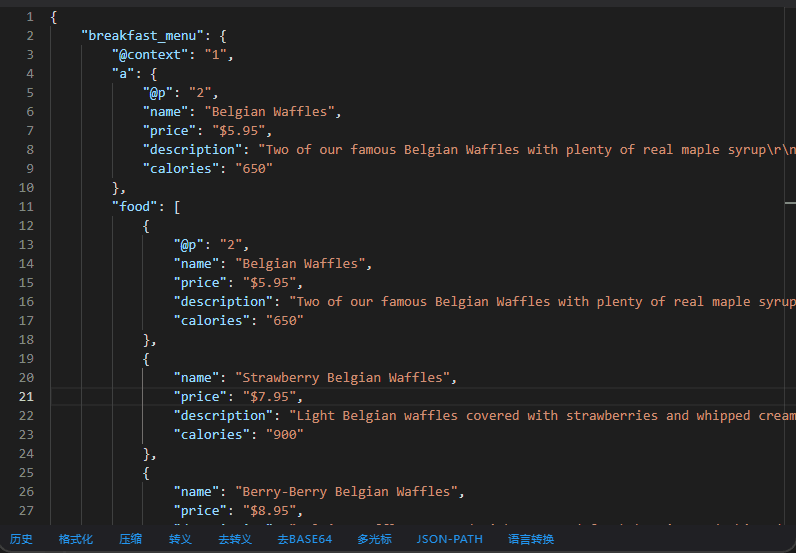 1 {
2 "breakfast_menu": {
3 "@context": "1",
4 "a": {
5 "@p": "2",
6 "name": "Belgian Waffles",
7 "price": "$5.95",
8 "description": "Two of our famous Belgian Waffles with plenty of real maple syrup\r\n
9 "calories": "650"
10 },
11 "food": [
12 {
13 "@p": "2",
14 "name": "Belgian Waffles",
15 "price": "$5.95",
16 "description": "Two of our famous Belgian Waffles with plenty of real maple syrup
17 "calories": "650"
18 },
19 {
20 "name": "Strawberry Belgian Waffles",
21 "price": "$7.95",
22 "description": "Light Belgian waffles covered with strawberries and whipped cream
23 "calories": "900"
24 },
25 {
26 "name": "Berry-Berry Belgian Waffles",
27 "price": "$8.95",
历史 格式化 压缩 转义 去转义 去BASE64 多光标 JSON-PATH 语言转换